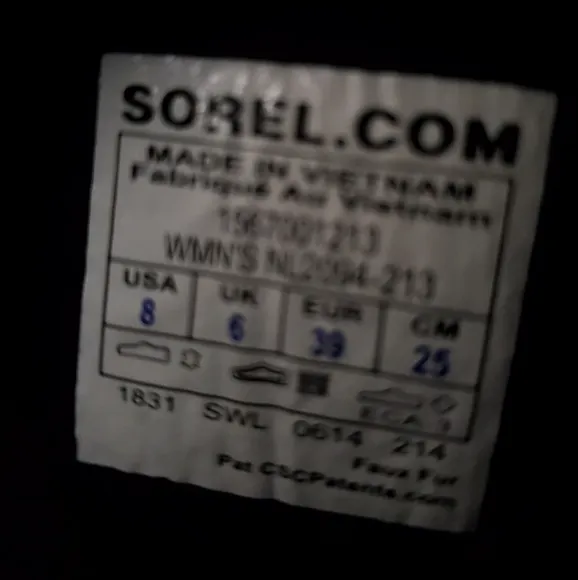 SOREL.COM
MADE IN VIETNAM
Fabriqué Au Vietnam
1567001213
WMN'S NL2094-213
USA UK EUR CM
8 6 39 25
ECA
1831 SWL 0614 214
Faux Fur
Pat CSCPatents.com